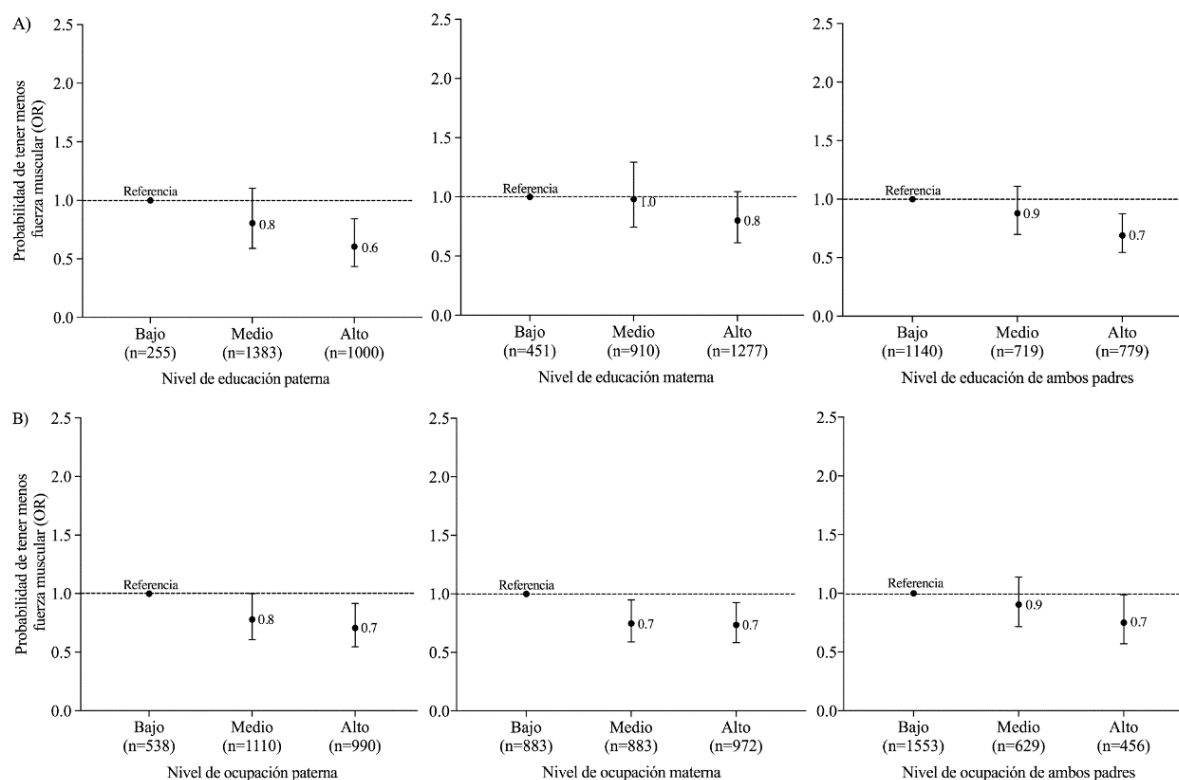 A)
Probabilidad de tener menos
fuerza muscular (OR)
2.5
2.0
1.5
1.0
0.5
0.0
Referencia
0.8
0.6
Bajo Medio Alto
(n=255) (n=1383) (n=1000)
Nivel de educación paterna
2.5
2.0
1.5
1.0
0.5
0.0
Referencia
1.0
0.8
Bajo Medio Alto
(n=451) (n=910) (n=1277)
Nivel de educación materna
2.5
2.0
1.5
1.0
0.5
0.0
Referencia
0.9
0.7
Bajo Medio Alto
(n=1140) (n=719) (n=779)
Nivel de educación de ambos padres
B)
Probabilidad de tener menos
fuerza muscular (OR)
2.5
2.0
1.5
1.0
0.5
0.0
Referencia
0.8
0.7
Bajo Medio Alto
(n=538) (n=1110) (n=990)
Nivel de ocupación paterna
2.5
2.0
1.5
1.0
0.5
0.0
Referencia
0.7
0.7
Bajo Medio Alto
(n=883) (n=883) (n=972)
Nivel de ocupación materna
2.5
2.0
1.5
1.0
0.5
0.0
Referencia
0.9
0.7
Bajo Medio Alto
(n=1553) (n=629) (n=456)
Nivel de ocupación de ambos padres